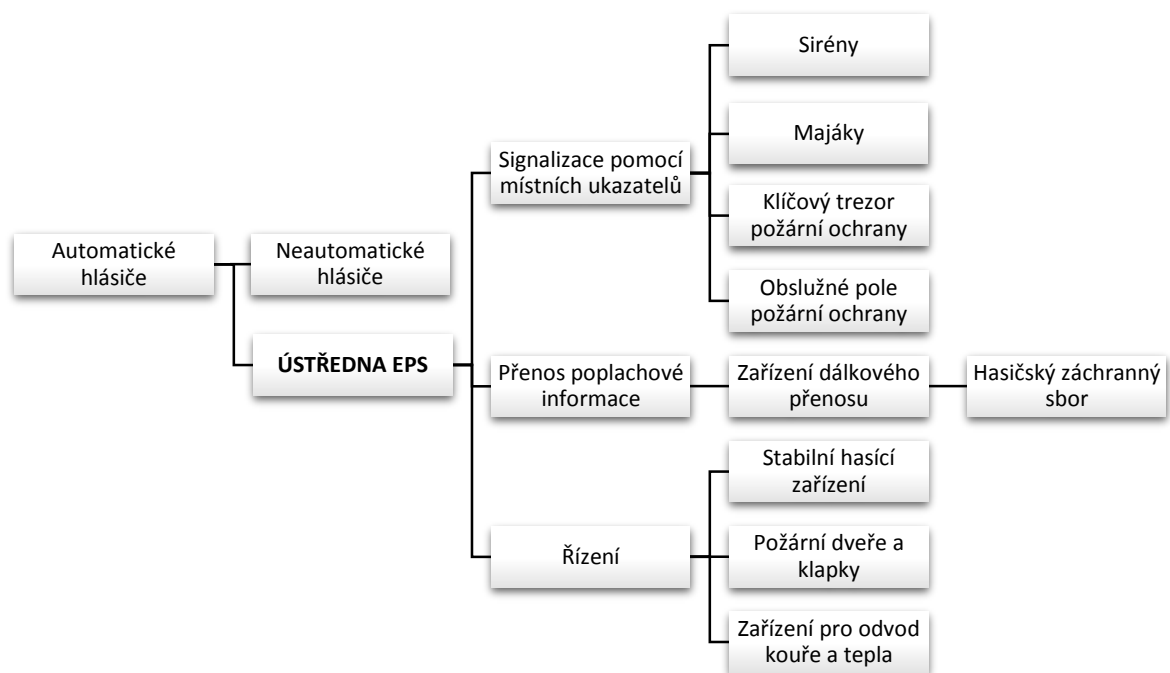 Automatické
hlásiče
Neautomatické
hlásiče
ÚSTŘEDNA EPS
Signalizace pomocí
místních ukazatelů
Sirény
Majáky
Klíčový trezor
požární ochrany
Obslužné pole
požární ochrany
Přenos poplachové
informace
Zařízení dálkového
přenosu
Hasičský záchranný
sbor
Řízení
Stabilní hasící
zařízení
Požární dveře a
klapky
Zařízení pro odvod
kouře a tepla